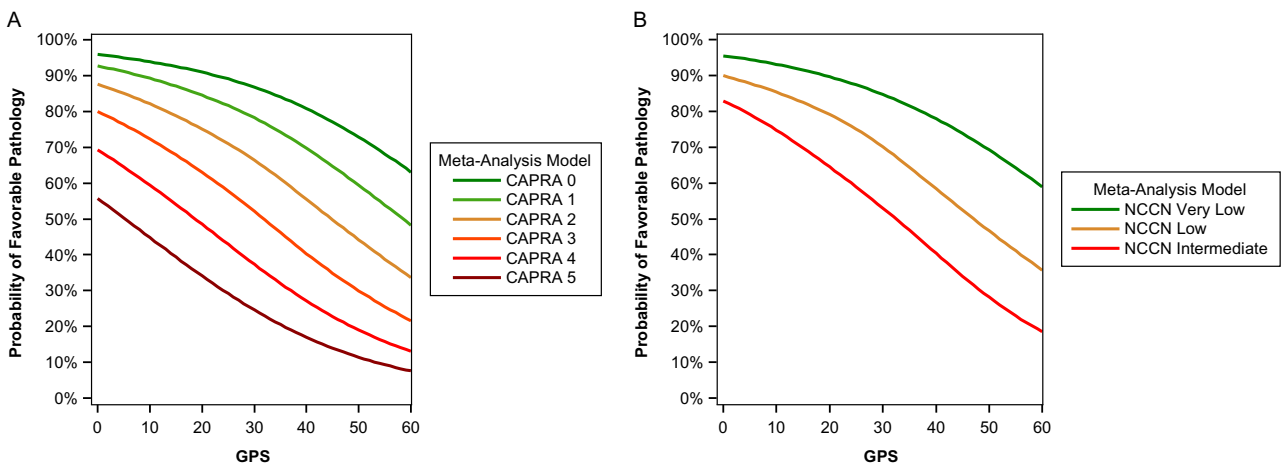 A
Probability of Favorable Pathology
100%
90%
80%
70%
60%
50%
40%
30%
20%
10%
0%
0 10 20 30 40 50 60
GPS
Meta-Analysis Model
CAPRA 0
CAPRA 1
CAPRA 2
CAPRA 3
CAPRA 4
CAPRA 5
B
Probability of Favorable Pathology
100%
90%
80%
70%
60%
50%
40%
30%
20%
10%
0%
0 10 20 30 40 50 60
GPS
Meta-Analysis Model
NCCN Very Low
NCCN Low
NCCN Intermediate